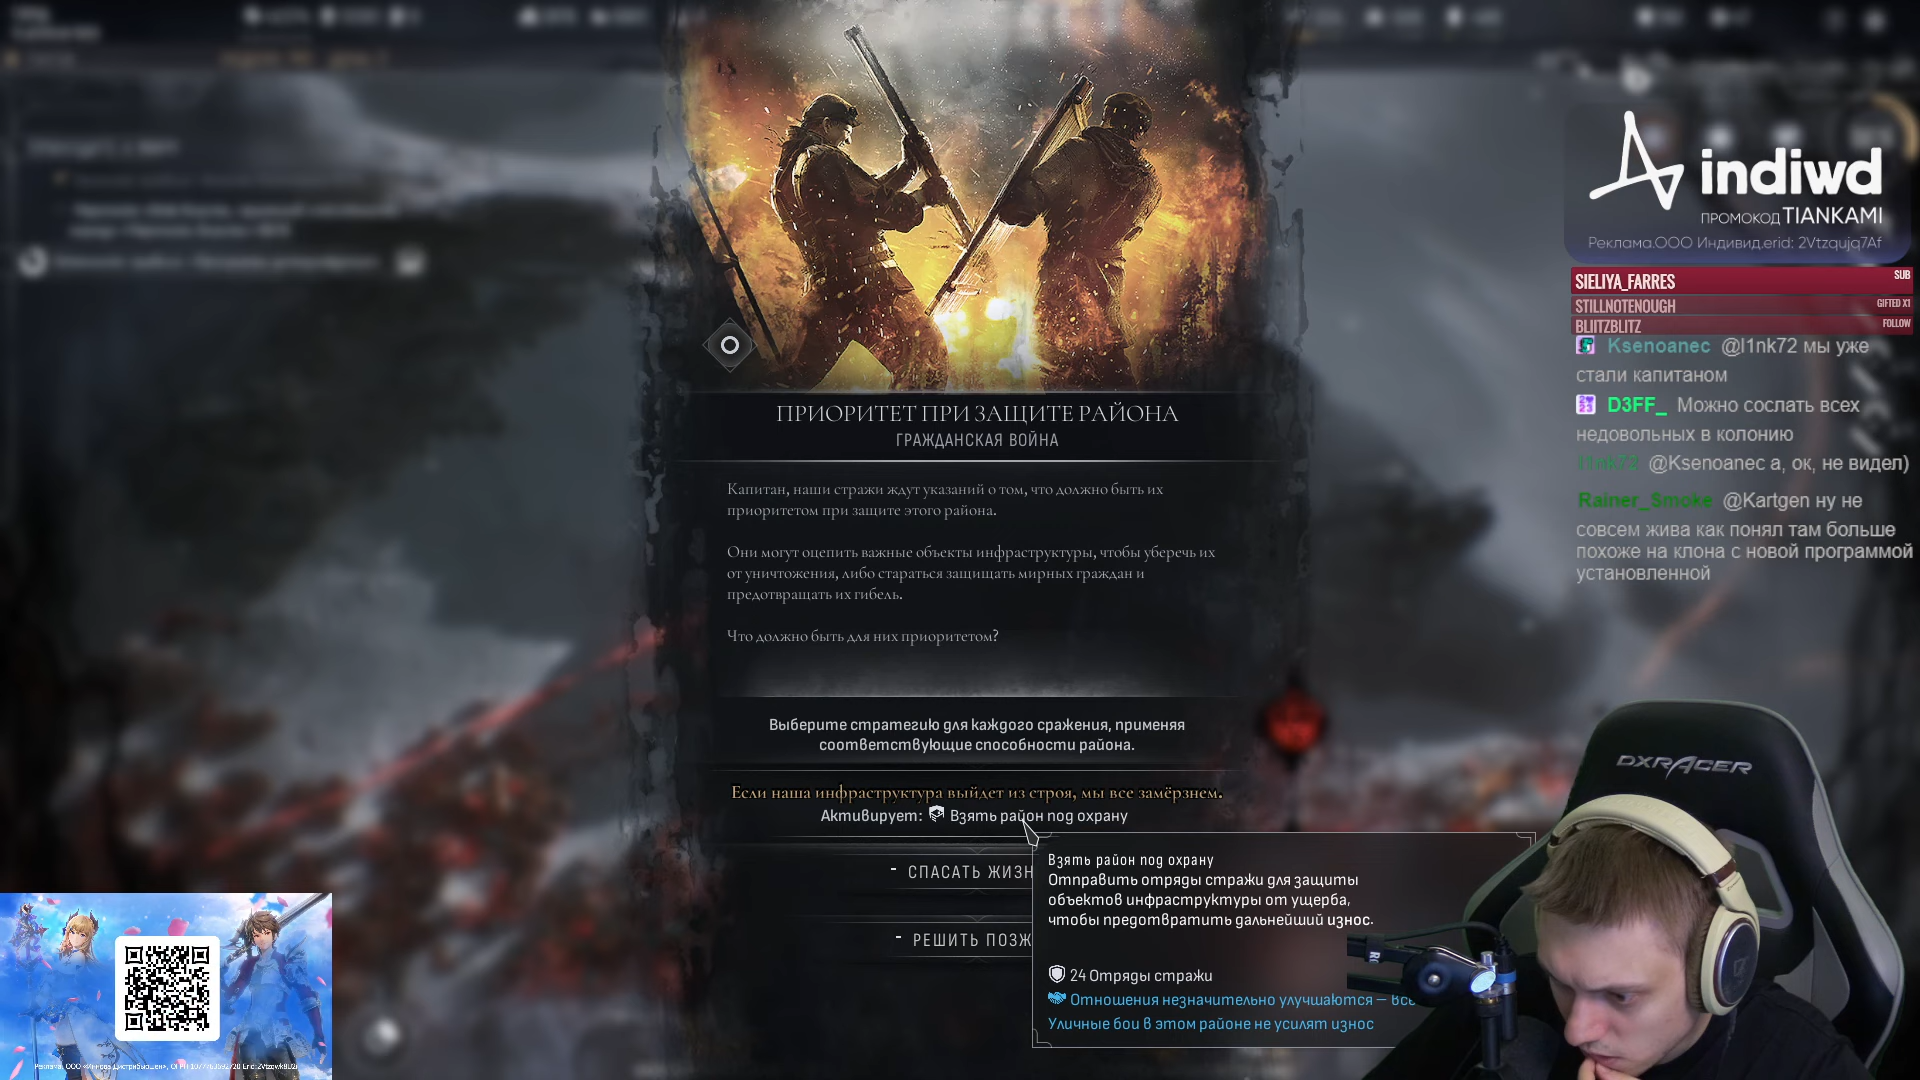 ПРИОРИТЕТ ПРИ ЗАЩИТЕ РАЙОНА
ГРАЖДАНСКАЯ ВОЙНА
Капитан, наши стражи ждут указаний о том, что должно быть их
приоритетом при защите этого района.
Они могут оцепить важные объекты инфраструктуры, чтобы уберечь их
от уничтожения, либо стараться защищать мирных граждан и
предотвращать их гибель.
Что должно быть для них приоритетом?
Выберите стратегию для каждого сражения, применяя
соответствующие способности района.
Если наша инфраструктура выйдет из строя, мы все замёрзнем.
Активирует: Взять район под охрану
- СПАСАТЬ ЖИЗН
- РЕШИТЬ ПОЗЖ
Взять район под охрану
Отправить отряды стражи для защиты
объектов инфраструктуры от ущерба,
чтобы предотвратить дальнейший износ.
24 Отряды стражи
Отношения незначительно улучшаются — все
Уличные бои в этом районе не усилят износ
indiwd
ПРОМОКОД TIANKAMI
Реклама.ООО Индивид.erid: 2Vtzqujq7Af
SIELIYA_FARRES SUB
STILLNOTENOUGH GIFTED X1
BLIITZBLITZ FOLLOW
Ksenoanec @l1nk72 мы уже
стали капитаном
D3FF_ Можно сослать всех
недовольных в колонию
l1nk72 @Ksenoanec а, ок, не видел)
Rainer_Smoke @Kartgen ну не
совсем жива как понял там больше
похоже на клона с новой программой
установленной
DXRACER